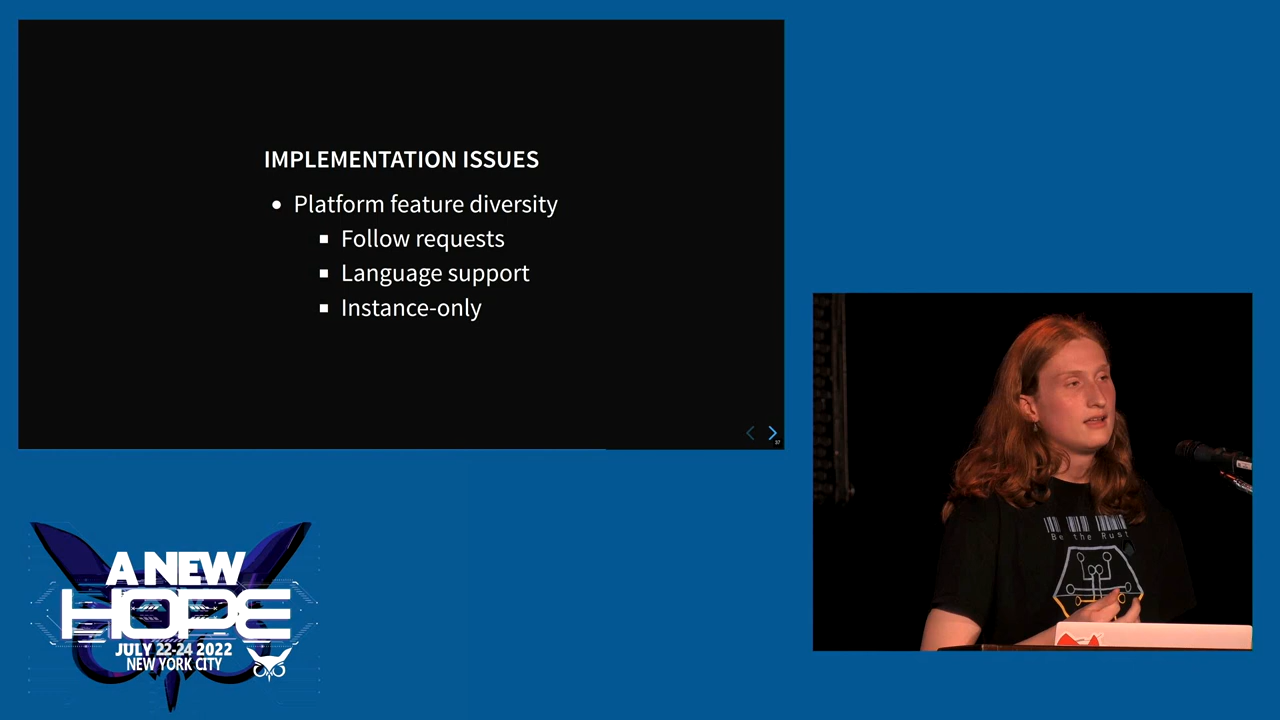 IMPLEMENTATION ISSUES
Platform feature diversity
Follow requests
Language support
Instance-only
37
Be the Rust
A NEW
HOPE
JULY 22-24 2022
NEW YORK CITY